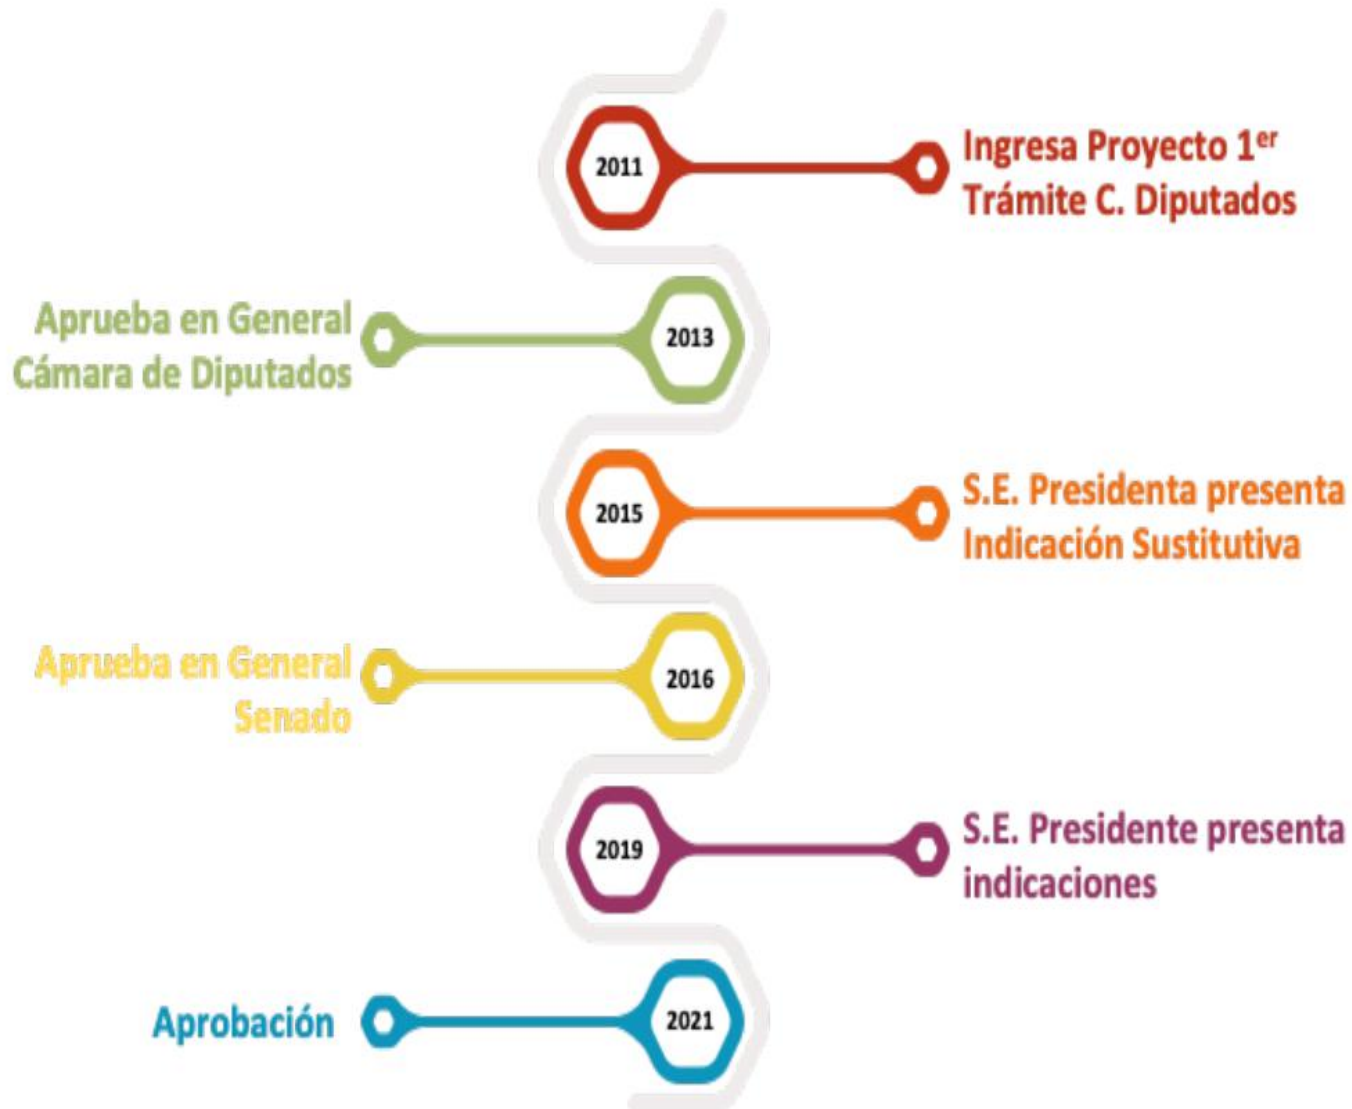 2011
Ingresa Proyecto 1er
Trámite C. Diputados
Aprueba en General
Cámara de Diputados
2013
2015
S.E. Presidenta presenta
Indicación Sustitutiva
Aprueba en General
Senado
2016
2019
S.E. Presidente presenta
indicaciones
Aprobación
2021